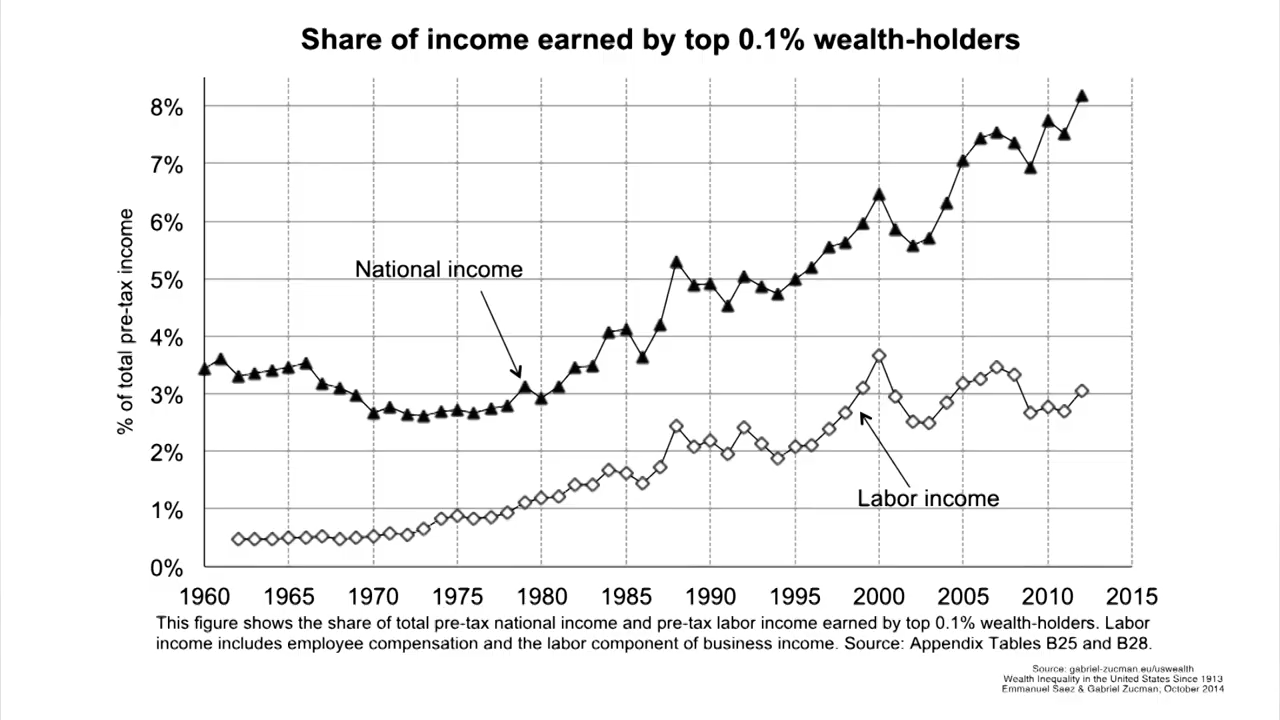 Share of income earned by top 0.1% wealth-holders
% of total pre-tax income
8%
7%
6%
5%
4%
3%
2%
1%
0%
National income
Labor income
1960 1965 1970 1975 1980 1985 1990 1995 2000 2005 2010 2015
This figure shows the share of total pre-tax national income and pre-tax labor income earned by top 0.1% wealth-holders. Labor
income includes employee compensation and the labor component of business income. Source: Appendix Tables B25 and B28.
Source: gabriel-zucman.eu/uswealth
Wealth Inequality in the United States Since 1913
Emmanuel Saez & Gabriel Zucman, October 2014